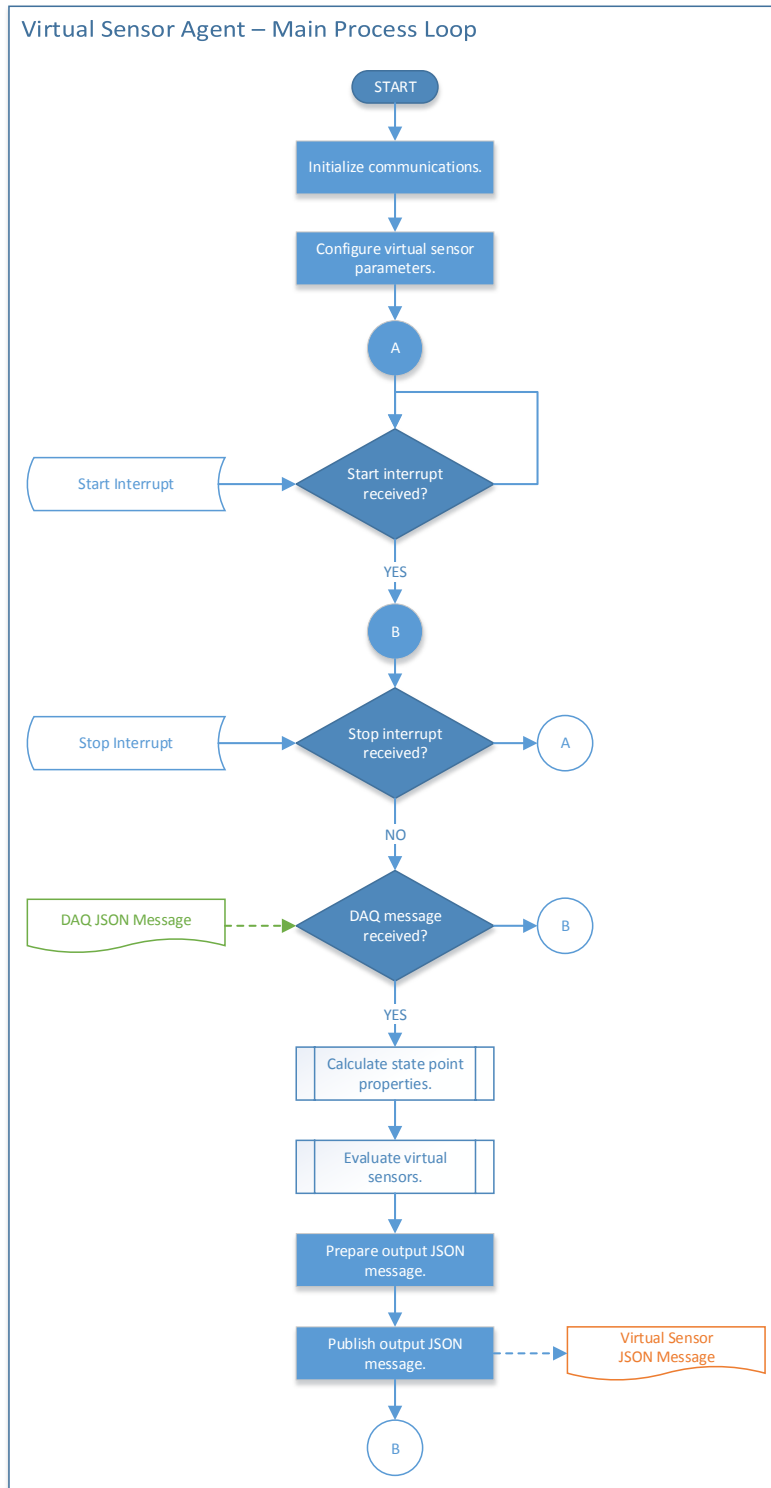 Virtual Sensor Agent – Main Process Loop
START
Initialize communications.
Configure virtual sensor
parameters.
A
Start Interrupt
Start interrupt
received?
YES
B
Stop Interrupt
Stop interrupt
received?
A
NO
DAQ JSON Message
DAQ message
received?
B
YES
Calculate state point
properties.
Evaluate virtual
sensors.
Prepare output JSON
message.
Publish output JSON
message.
Virtual Sensor
JSON Message
B